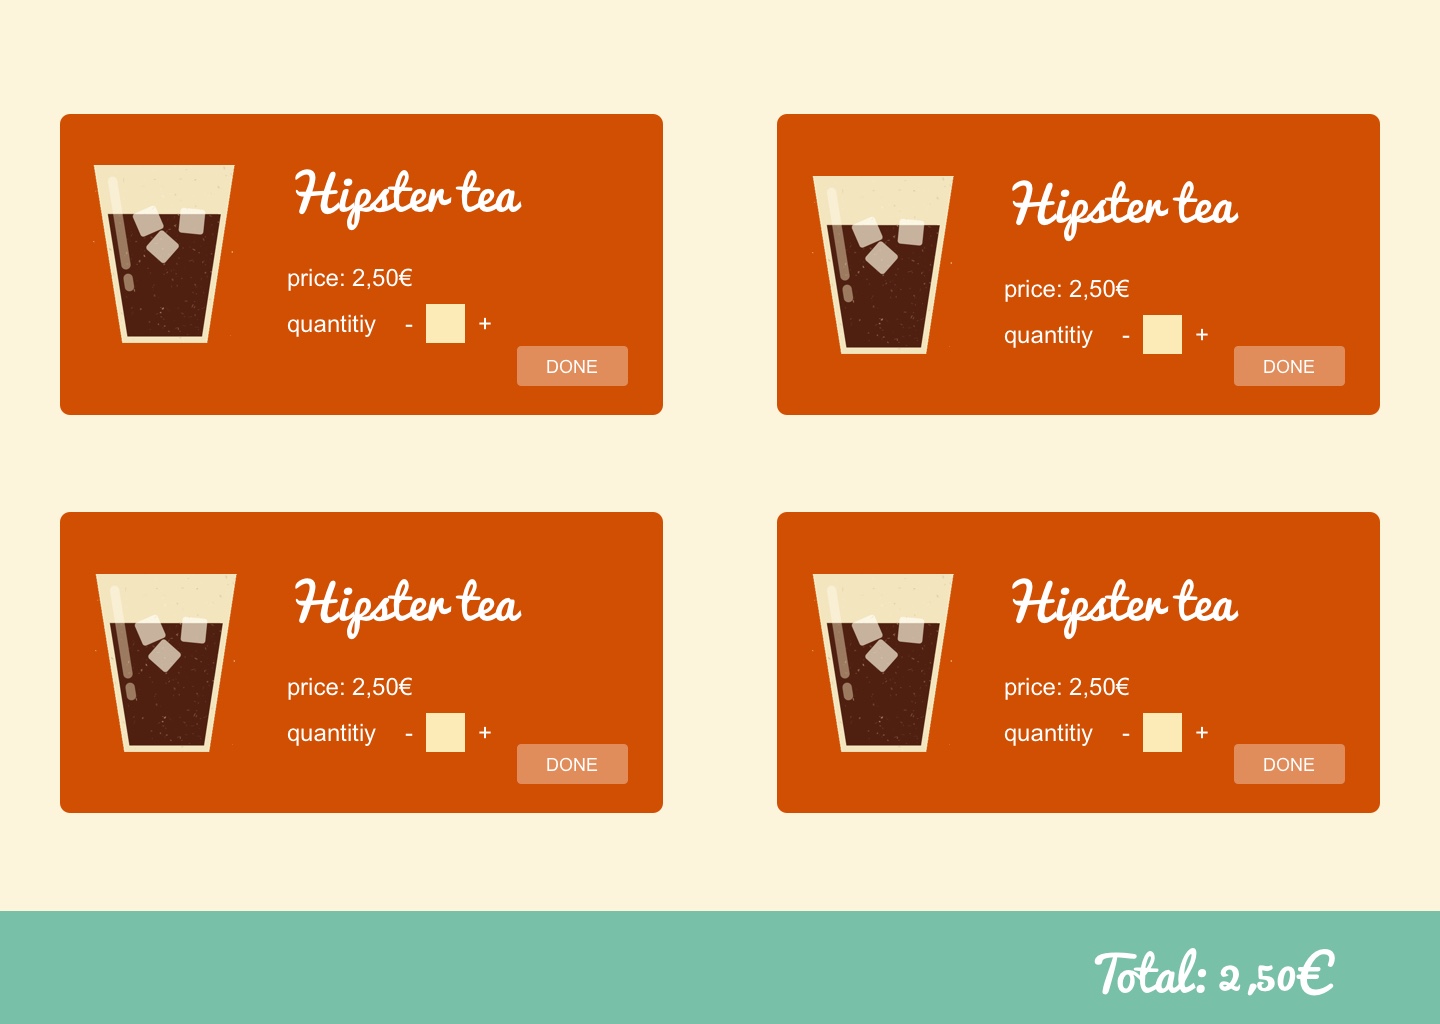 Hipster tea
price: 2,50€
quantitiy - +
DONE
Hipster tea
price: 2,50€
quantitiy - +
DONE
Hipster tea
price: 2,50€
quantitiy - +
DONE
Hipster tea
price: 2,50€
quantitiy - +
DONE
Total: 2,50€